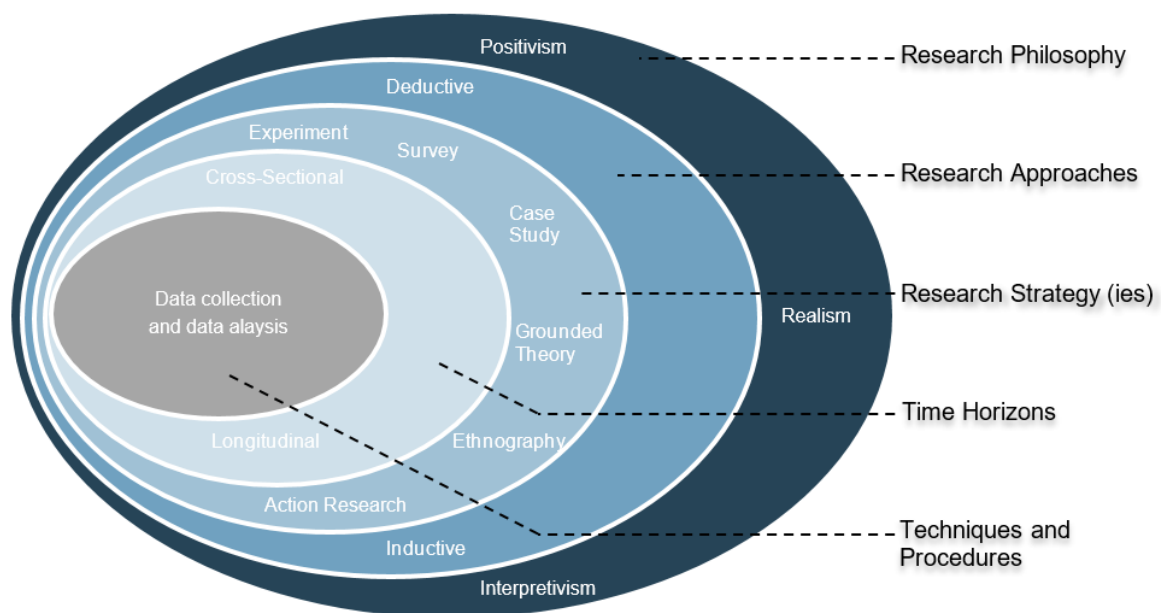 Positivism
Research Philosophy
Deductive
Experiment
Survey
Cross-Sectional
Research Approaches
Case
Study
Data collection
and data alaysis
Research Strategy (ies)
Realism
Grounded
Theory
Time Horizons
Longitudinal
Ethnography
Action Research
Techniques and
Procedures
Inductive
Interpretivism